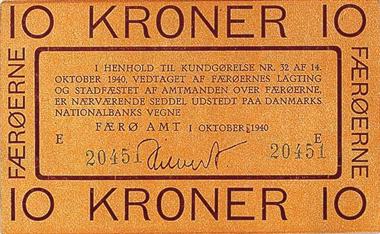 10 KRONER 10
FÆRØERNE
I HENHOLD TIL KUNDGØRELSE NR. 32 AF 14.
OKTOBER 1940, VEDTAGET AF FÆRØERNES LAGTING
OG STADFÆSTET AF AMTMANDEN OVER FÆRØERNE,
ER NÆRVÆRENDE SEDDEL UDSTEDT PAA DANMARKS
NATIONALBANKS VEGNE
FÆRØ AMT 1 OKTOBER 1940
E E
20451 20451
FÆRØERNE
10 KRONER 10